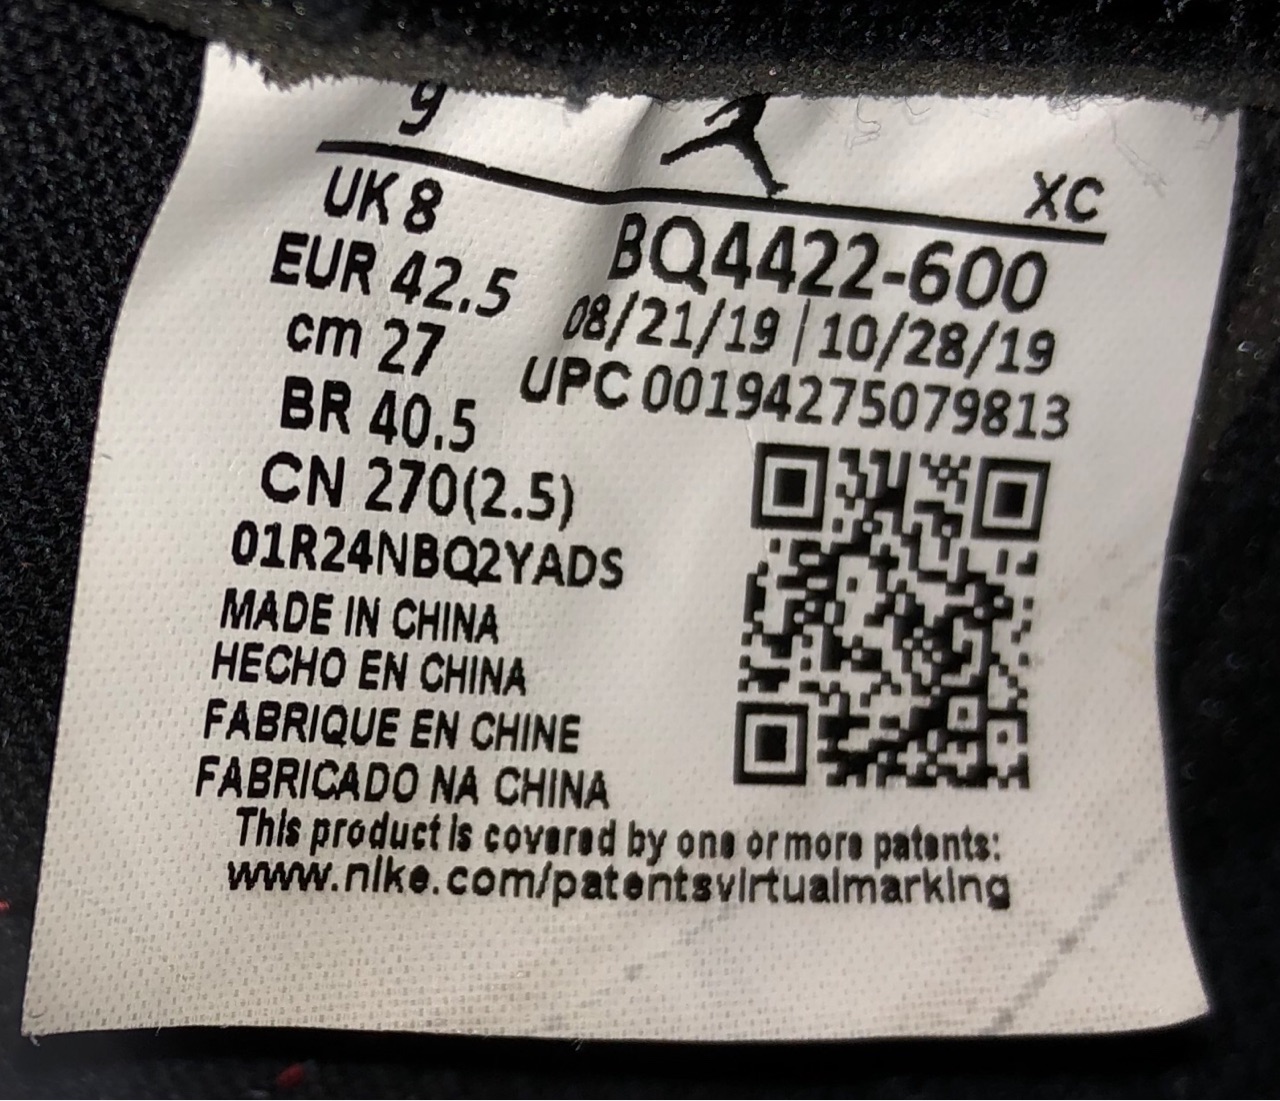 9
XC
UK 8
BQ4422-600
EUR 42.5
08/21/19 | 10/28/19
cm 27
UPC 00194275079813
BR 40.5
CN 270(2.5)
01R24NBQ2YADS
MADE IN CHINA
HECHO EN CHINA
FABRIQUE EN CHINE
FABRICADO NA CHINA
This product is covered by one or more patents:
www.nike.com/patentsvirtualmarking